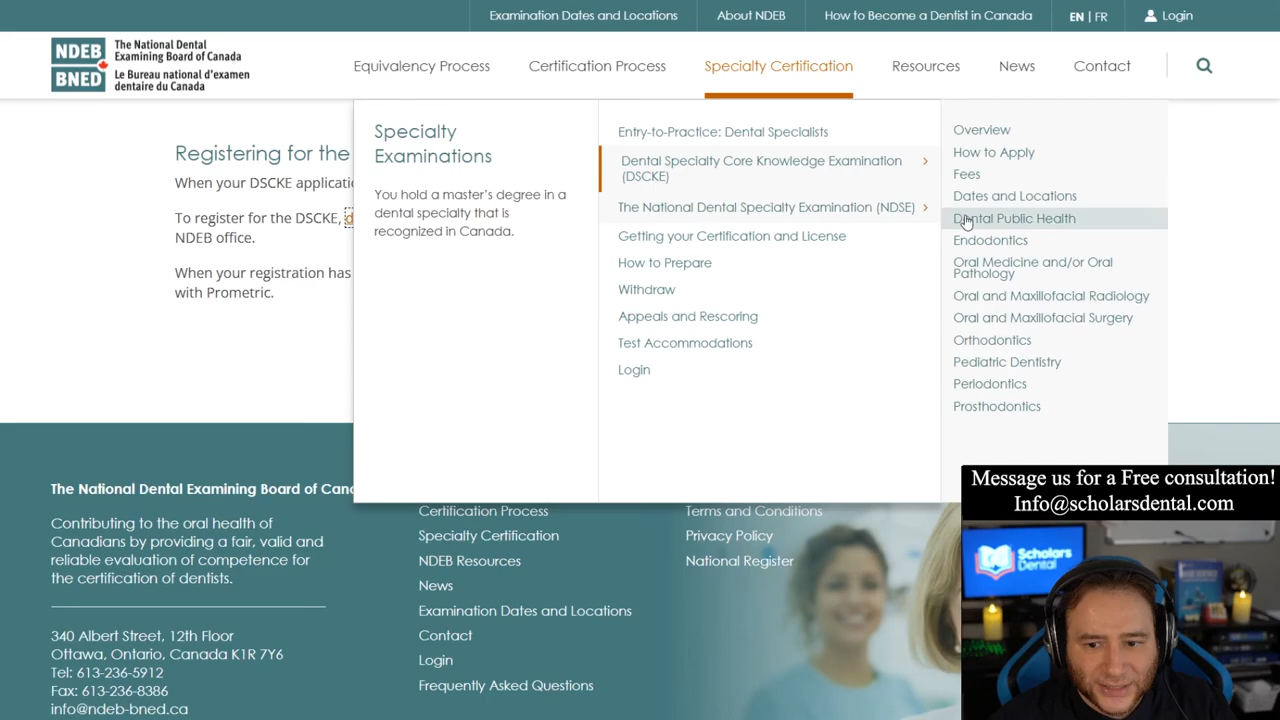 Examination Dates and Locations
About NDEB
How to Become a Dentist in Canada
EN | FR
Login
NDEB
BNED
The National Dental
Examining Board of Canada
Le Bureau national d'examen
dentaire du Canada
Equivalency Process
Certification Process
Specialty Certification
Resources
News
Contact
Registering for the
When your DSCKE applicati
To register for the DSCKE, d
NDEB office.
When your registration has
with Prometric.
Specialty
Examinations
You hold a master's degree in a
dental specialty that is
recognized in Canada.
Entry-to-Practice: Dental Specialists
Dental Specialty Core Knowledge Examination
(DSCKE)
The National Dental Specialty Examination (NDSE)
Getting your Certification and License
How to Prepare
Withdraw
Appeals and Rescoring
Test Accommodations
Login
Overview
How to Apply
Fees
Dates and Locations
Dental Public Health
Endodontics
Oral Medicine and/or Oral
Pathology
Oral and Maxillofacial Radiology
Oral and Maxillofacial Surgery
Orthodontics
Pediatric Dentistry
Periodontics
Prosthodontics
The National Dental Examining Board of Can
Contributing to the oral health of
Canadians by providing a fair, valid and
reliable evaluation of competence for
the certification of dentists.
340 Albert Street, 12th Floor
Ottawa, Ontario, Canada K1R 7Y6
Tel: 613-236-5912
Fax: 613-236-8386
info@ndeb-bned.ca
Certification Process
Specialty Certification
NDEB Resources
News
Examination Dates and Locations
Contact
Login
Frequently Asked Questions
Terms and Conditions
Privacy Policy
National Register
Message us for a Free consultation!
Info@scholarsdental.com
Scholars
Dental